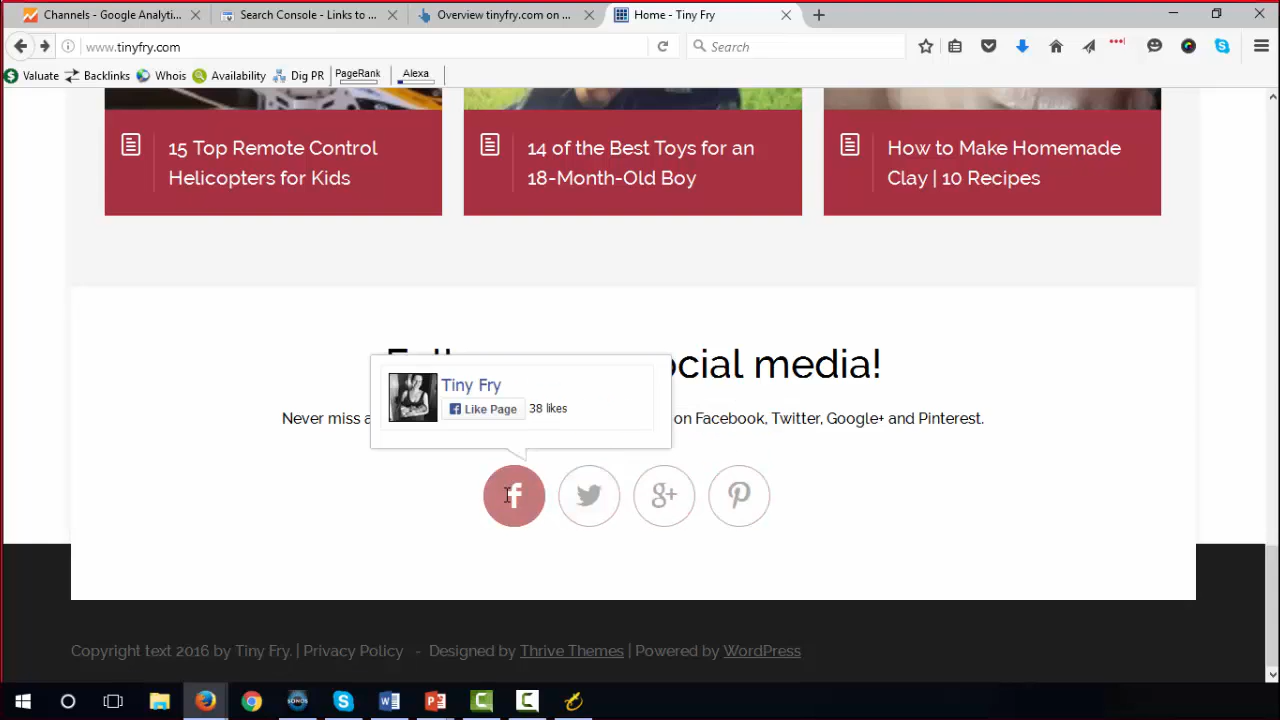 Channels - Google Analyti...
Search Console - Links to ...
Overview tinyfry.com on ...
Home - Tiny Fry
www.tinyfry.com
Search
Valuate
Backlinks
Whois
Availability
Dig PR
PageRank
Alexa
15 Top Remote Control
Helicopters for Kids
14 of the Best Toys for an
18-Month-Old Boy
How to Make Homemade
Clay | 10 Recipes
ocial media!
Tiny Fry
Like Page
38 likes
Never miss a
on Facebook, Twitter, Google+ and Pinterest.
Copyright text 2016 by Tiny Fry. | Privacy Policy - Designed by Thrive Themes | Powered by WordPress